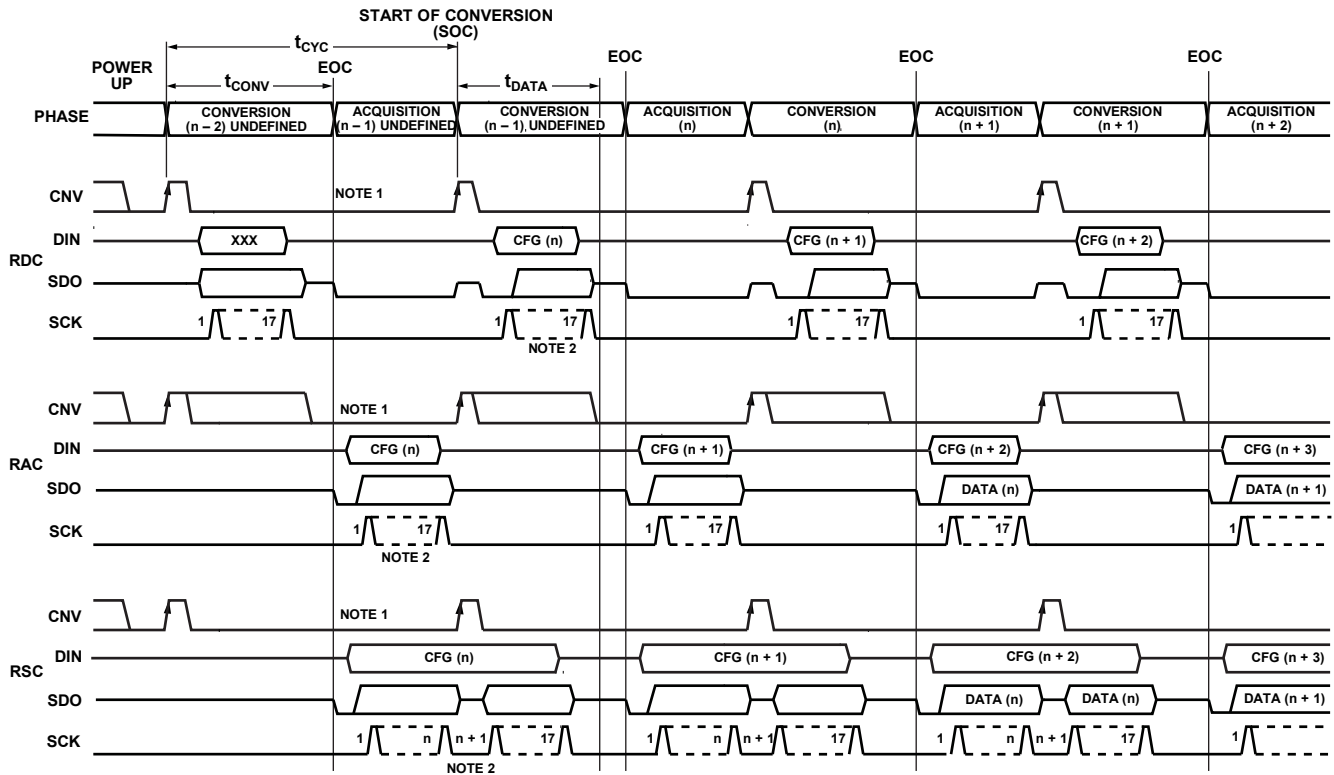 START OF CONVERSION
(SOC)
tCYC
POWER
UP
tCONV
EOC
tDATA
EOC
EOC
EOC
PHASE
CONVERSION
(n – 2) UNDEFINED
ACQUISITION
(n – 1) UNDEFINED
CONVERSION
(n – 1) UNDEFINED
ACQUISITION
(n)
CONVERSION
(n)
ACQUISITION
(n + 1)
CONVERSION
(n + 1)
ACQUISITION
(n + 2)
CNV
NOTE 1
RDC
DIN
XXX
CFG (n)
CFG (n + 1)
CFG (n + 2)
SDO
SCK
1 17
1 17
1 17
1 17
NOTE 2
CNV
NOTE 1
RAC
DIN
CFG (n)
CFG (n + 1)
CFG (n + 2)
CFG (n + 3)
SDO
DATA (n)
DATA (n + 1)
SCK
1 17
1 17
1 17
1
NOTE 2
CNV
NOTE 1
RSC
DIN
CFG (n)
CFG (n + 1)
CFG (n + 2)
CFG (n + 3)
SDO
DATA (n)
DATA (n)
DATA (n + 1)
SCK
1 n n + 1 17
1 n n + 1 17
1 n n + 1 17
1
NOTE 2